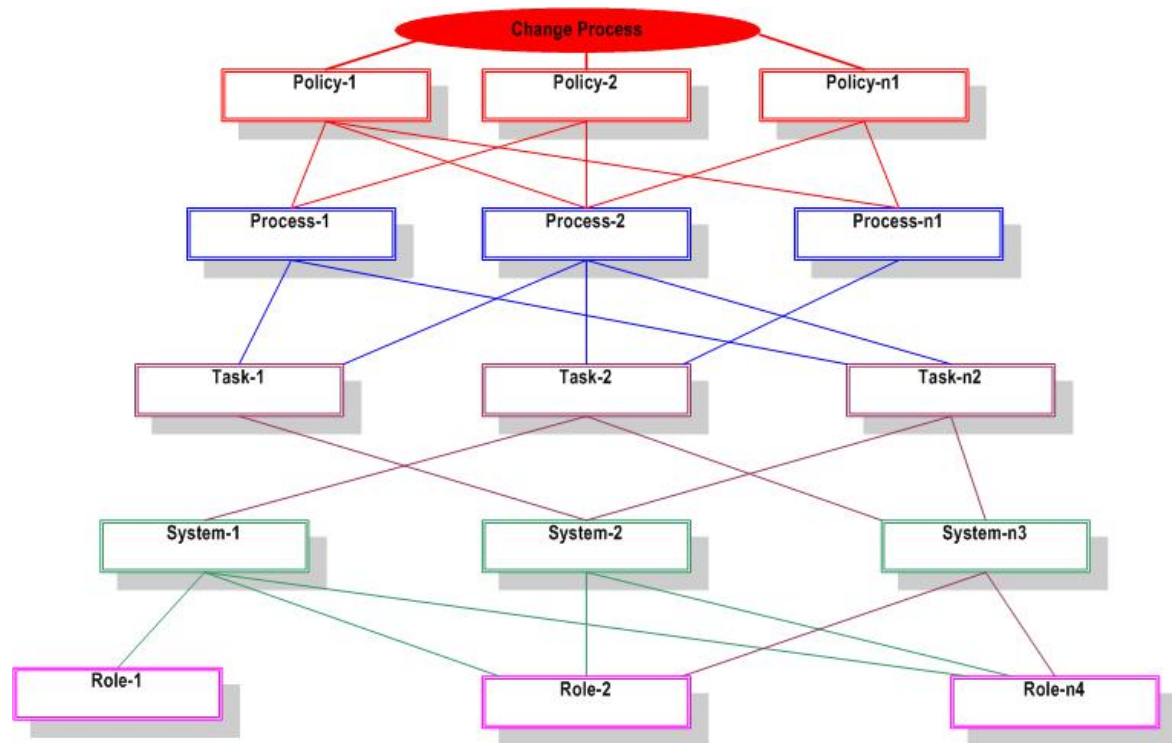 Change Process
Policy-1
Policy-2
Policy-n1
Process-1
Process-2
Process-n1
Task-1
Task-2
Task-n2
System-1
System-2
System-n3
Role-1
Role-2
Role-n4